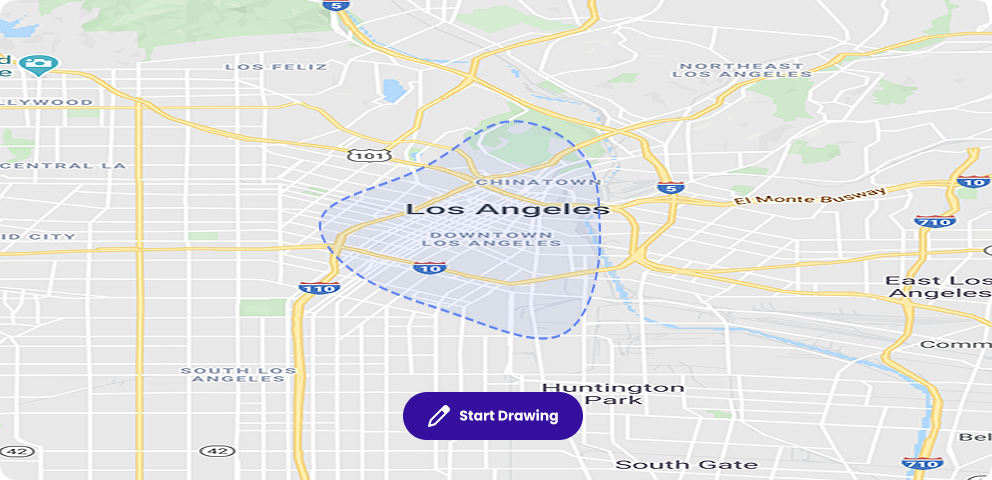 5
d
e
LOS FELIZ
NORTHEAST
LOS ANGELES
LLYWOOD
101
CENTRAL LA
CHINATOWN
5
10
El Monte Busway
Los Angeles
710
DOWNTOWN
LOS ANGELES
ID CITY
10
110
East Los
Angeles
Comm
SOUTH LOS
ANGELES
Huntington
Park
Start Drawing
Bel
42
42
South Gate
710